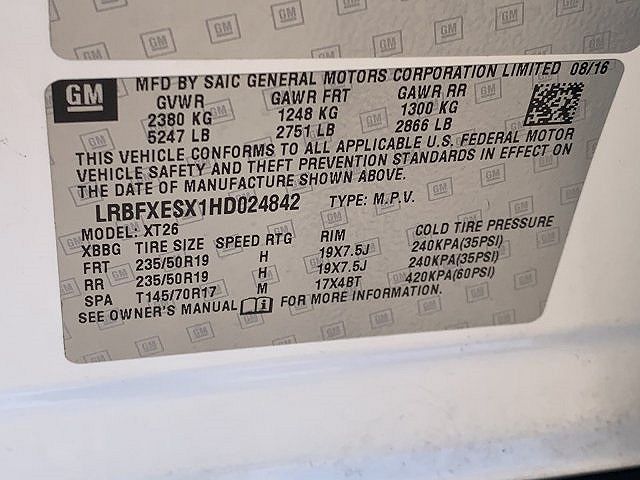 GM
MFD BY SAIC GENERAL MOTORS CORPORATION LIMITED 08/16
GVWR GAWR FRT GAWR RR
2380 KG 1248 KG 1300 KG
5247 LB 2751 LB 2866 LB
THIS VEHICLE CONFORMS TO ALL APPLICABLE U.S. FEDERAL MOTOR
VEHICLE SAFETY AND THEFT PREVENTION STANDARDS IN EFFECT ON
THE DATE OF MANUFACTURE SHOWN ABOVE.
LRBFXESX1HD024842 TYPE: M.P.V.
MODEL: XT26
XBBG TIRE SIZE SPEED RTG RIM COLD TIRE PRESSURE
FRT 235/50R19 H 19X7.5J 240KPA(35PSI)
RR 235/50R19 H 19X7.5J 240KPA(35PSI)
SPA T145/70R17 M 17X4BT 420KPA(60PSI)
SEE OWNER'S MANUAL i FOR MORE INFORMATION.